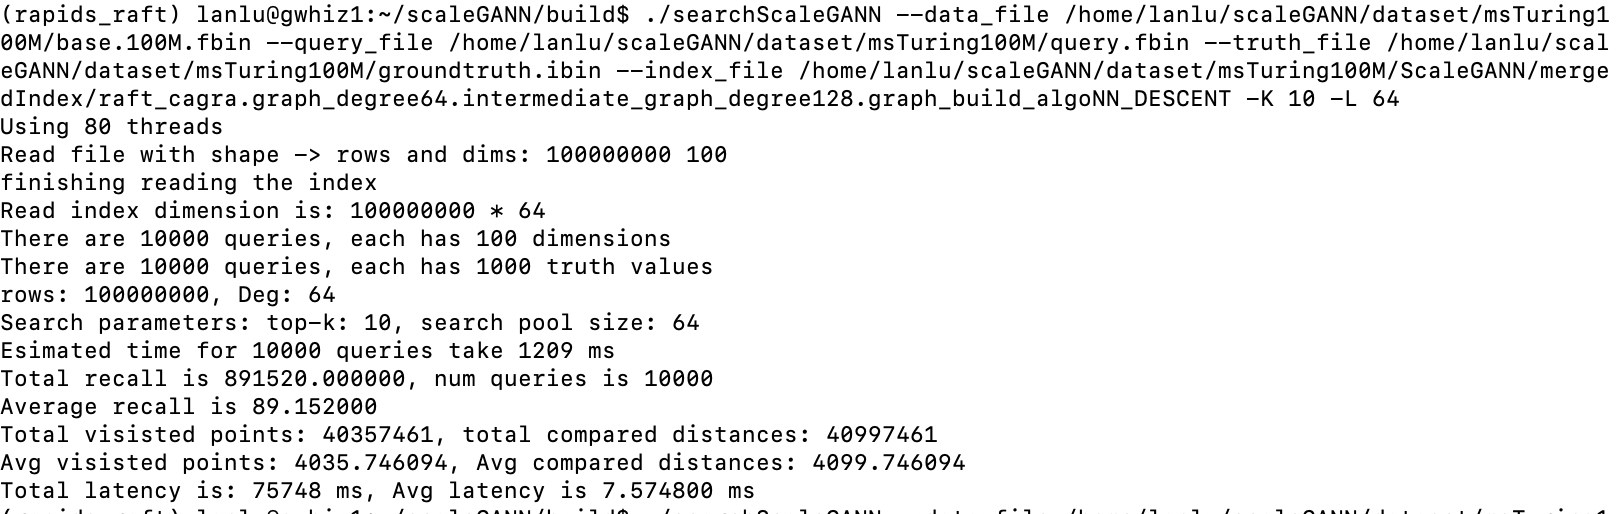 (rapids_raft) lanlu@gwhiz1:~/scaleGANN/build$ ./searchScaleGANN --data_file /home/lanlu/scaleGANN/dataset/msTuring1
00M/base.100M.fbin --query_file /home/lanlu/scaleGANN/dataset/msTuring100M/query.fbin --truth_file /home/lanlu/scal
eGANN/dataset/msTuring100M/groundtruth.ibin --index_file /home/lanlu/scaleGANN/dataset/msTuring100M/ScaleGANN/merge
dIndex/raft_cagra.graph_degree64.intermediate_graph_degree128.graph_build_algoNN_DESCENT -K 10 -L 64
Using 80 threads
Read file with shape -> rows and dims: 100000000 100
finishing reading the index
Read index dimension is: 100000000 * 64
There are 10000 queries, each has 100 dimensions
There are 10000 queries, each has 1000 truth values
rows: 100000000, Deg: 64
Search parameters: top-k: 10, search pool size: 64
Esimated time for 10000 queries take 1209 ms
Total recall is 891520.000000, num queries is 10000
Average recall is 89.152000
Total visisted points: 40357461, total compared distances: 40997461
Avg visisted points: 4035.746094, Avg compared distances: 4099.746094
Total latency is: 75748 ms, Avg latency is 7.574800 ms